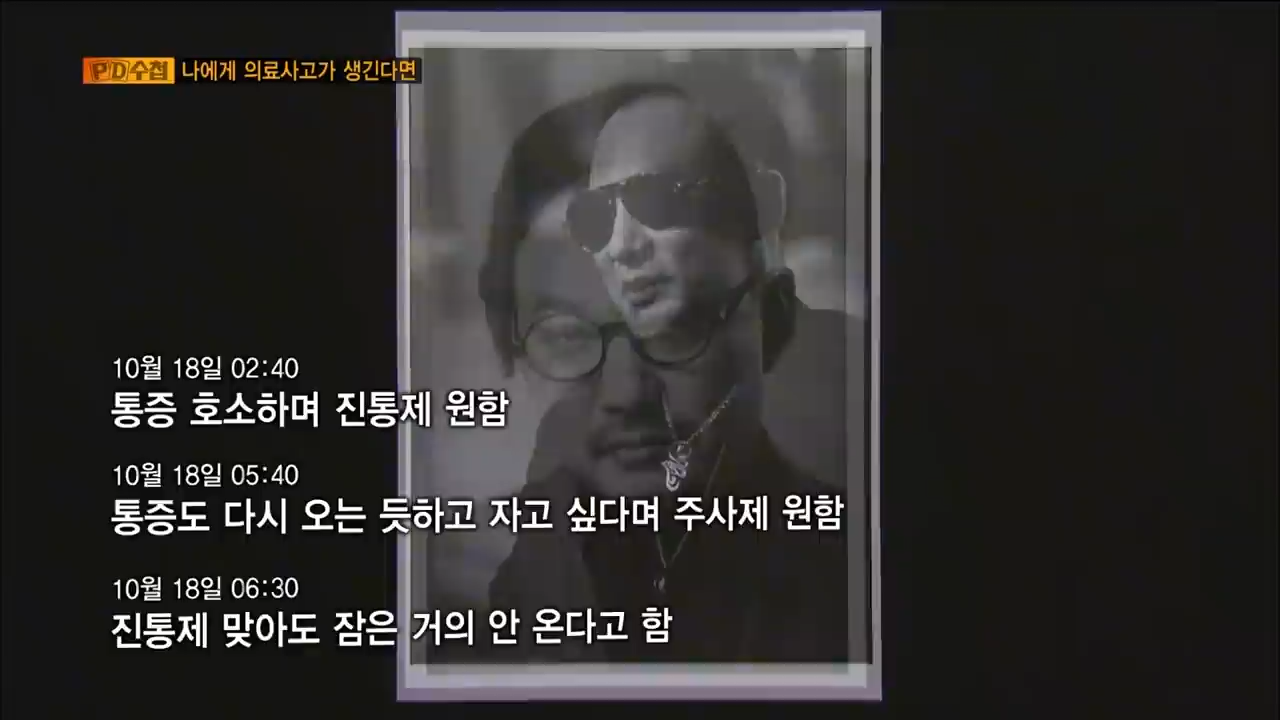 PD수첩 나에게 의료사고가 생긴다면
10월 18일 02:40
통증 호소하며 진통제 원함
10월 18일 05:40
통증도 다시 오는 듯하고 자고 싶다며 주사제 원함
10월 18일 06:30
진통제 맞아도 잠은 거의 안 온다고 함